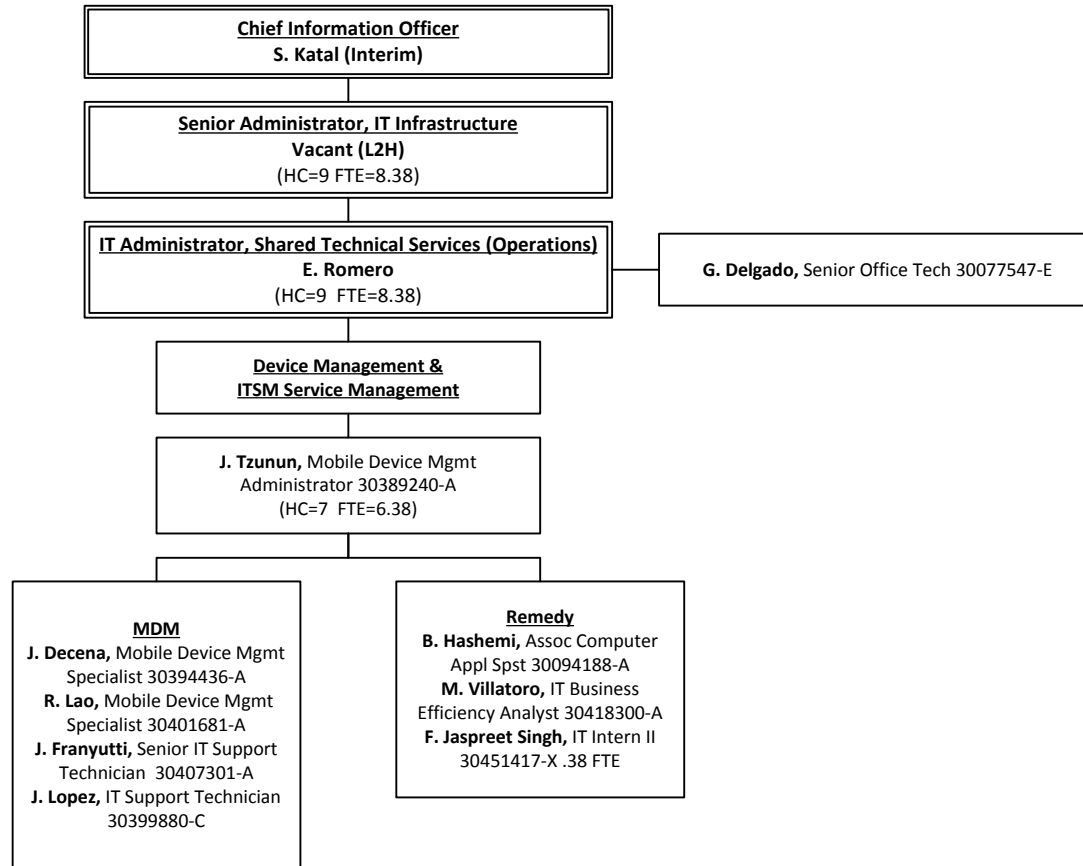 Chief Information Officer
S. Katal (Interim)
Senior Administrator, IT Infrastructure
Vacant (L2H)
(HC=9 FTE=8.38)
IT Administrator, Shared Technical Services (Operations)
E. Romero
(HC=9 FTE=8.38)
G. Delgado, Senior Office Tech 30077547-E
Device Management &
ITSM Service Management
J. Tzunun, Mobile Device Mgmt
Administrator 30389240-A
(HC=7 FTE=6.38)
MDM
J. Decena, Mobile Device Mgmt
Specialist 30394436-A
R. Lao, Mobile Device Mgmt
Specialist 30401681-A
J. Franyutti, Senior IT Support
Technician 30407301-A
J. Lopez, IT Support Technician
30399880-C
Remedy
B. Hashemi, Assoc Computer
Appl Spst 30094188-A
M. Villatoro, IT Business
Efficiency Analyst 30418300-A
F. Jaspreet Singh, IT Intern II
30451417-X .38 FTE